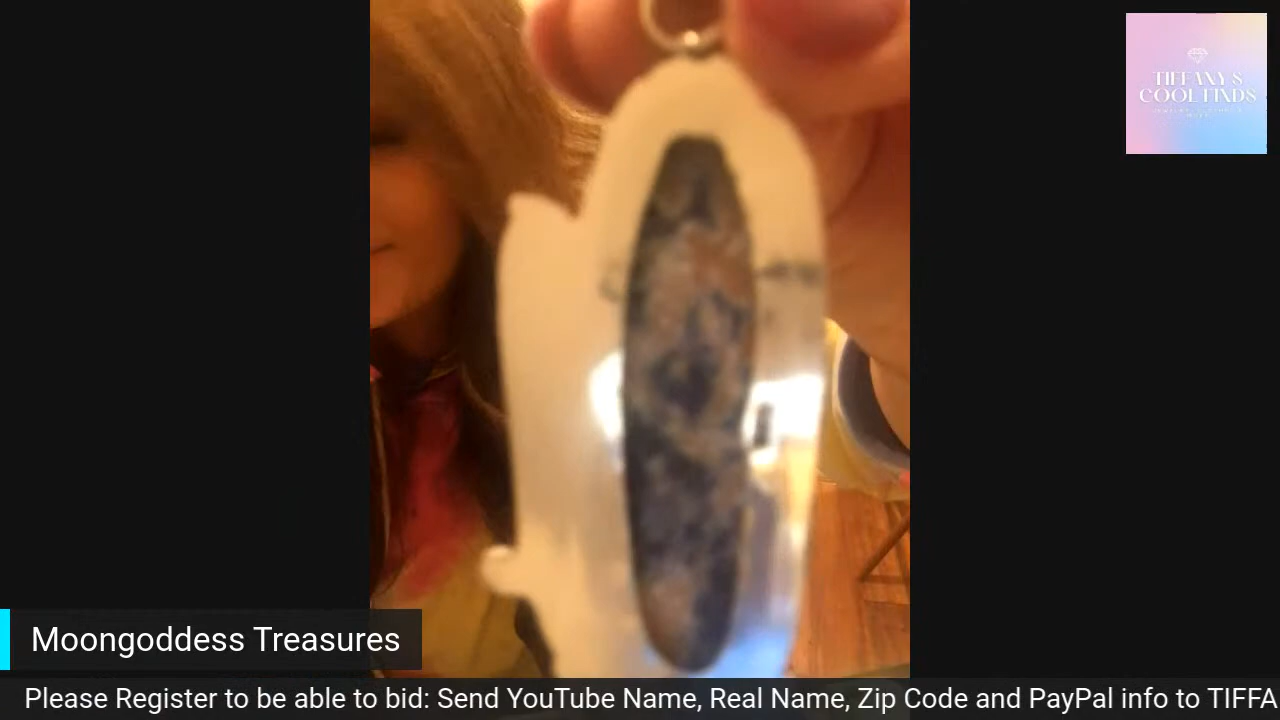 TIFFANY'S
COOL FINDS
Moongoddess Treasures
Please Register to be able to bid: Send YouTube Name, Real Name, Zip Code and PayPal info to TIFFA